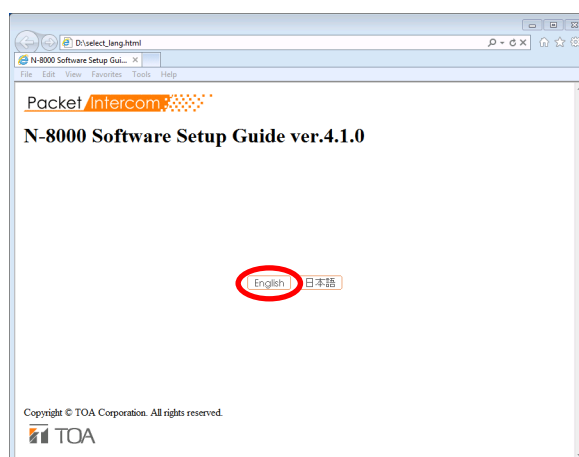 D:\select_lang.html
N-8000 Software Setup Gui...
File Edit View Favorites Tools Help
Packet Intercom
N-8000 Software Setup Guide ver.4.1.0
English 日本語
Copyright © TOA Corporation. All rights reserved.
TOA